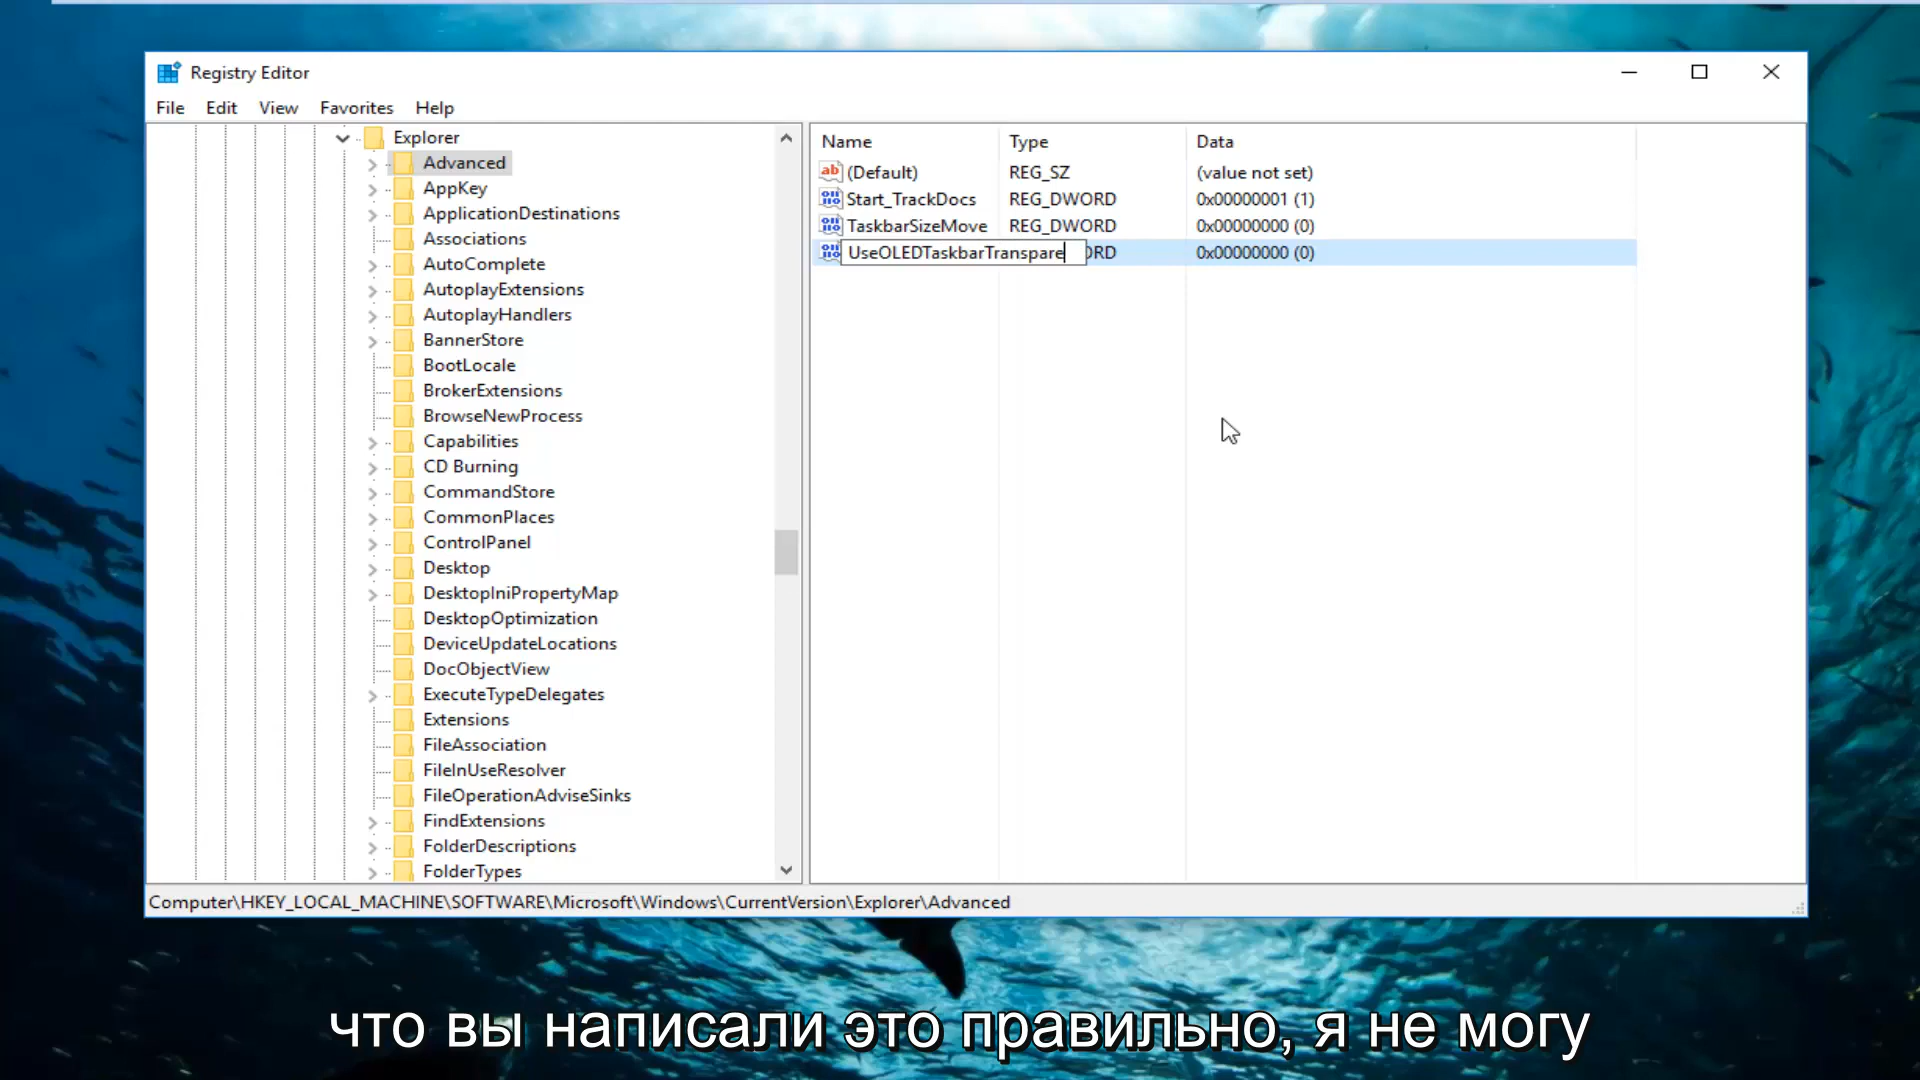 Registry Editor
File Edit View Favorites Help
Explorer
Advanced
AppKey
ApplicationDestinations
Associations
AutoComplete
AutoplayExtensions
AutoplayHandlers
BannerStore
BootLocale
BrokerExtensions
BrowseNewProcess
Capabilities
CD Burning
CommandStore
CommonPlaces
ControlPanel
Desktop
DesktopIniPropertyMap
DesktopOptimization
DeviceUpdateLocations
DocObjectView
ExecuteTypeDelegates
Extensions
FileAssociation
FileInUseResolver
FileOperationAdviseSinks
FindExtensions
FolderDescriptions
FolderTypes
Name Type Data
(Default) REG_SZ (value not set)
Start_TrackDocs REG_DWORD 0x00000001 (1)
TaskbarSizeMove REG_DWORD 0x00000000 (0)
UseOLEDTaskbarTranspare ORD 0x00000000 (0)
Computer\HKEY_LOCAL_MACHINE\SOFTWARE\Microsoft\Windows\CurrentVersion\Explorer\Advanced
что вы написали это правильно, я не могу